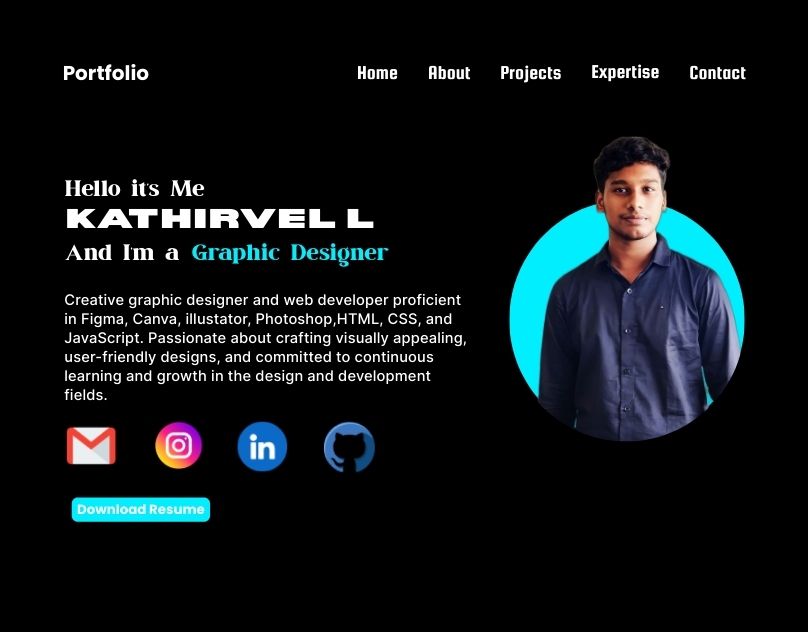 Portfolio
Home About Projects Expertise Contact
Hello it's Me
KATHIRVEL L
And I'm a Graphic Designer
Creative graphic designer and web developer proficient
in Figma, Canva, illustator, Photoshop,HTML, CSS, and
JavaScript. Passionate about crafting visually appealing,
user-friendly designs, and committed to continuous
learning and growth in the design and development
fields.
in
Download Resume